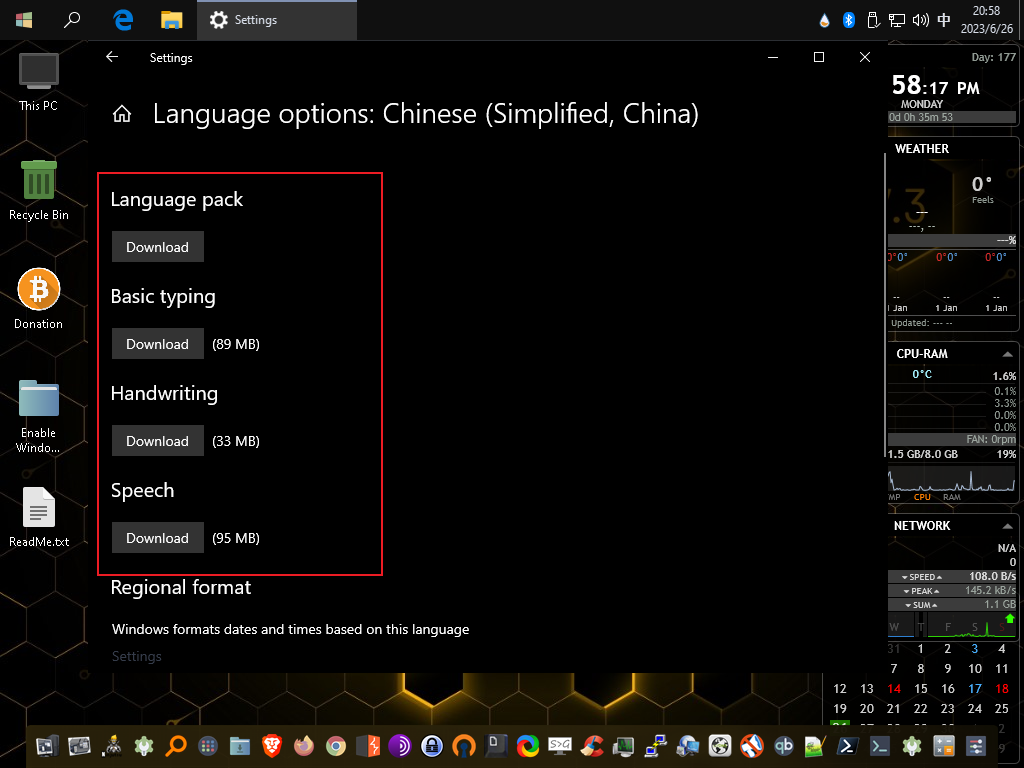 Settings
中
20:58
2023/6/26
This PC
Recycle Bin
Donation
Enable
Windo...
ReadMe.txt
Settings
Language options: Chinese (Simplified, China)
Language pack
Download
Basic typing
Download (89 MB)
Handwriting
Download (33 MB)
Speech
Download (95 MB)
Regional format
Windows formats dates and times based on this language
Settings
Day: 177
58:17 PM
MONDAY
0d 0h 35m 53
WEATHER
0°
Feels
---
---, --
---%
0°0° 0°0° 0°0°
-- -- --
1 Jan 1 Jan 1 Jan
Updated: --- --
CPU-RAM
0°C 1.6%
0.1%
3.3%
0.0%
0.0%
FAN: 0rpm
1.5 GB/8.0 GB 19%
MP CPU RAM
NETWORK
N/A
0
SPEED 108.0 B/s
PEAK 145.2 kB/s
SUM 1.1 GB
W T F S S
31 1 2 3 4
7 8 9 10 11
12 13 14 15 16 17 18
19 20 21 22 23 24 25